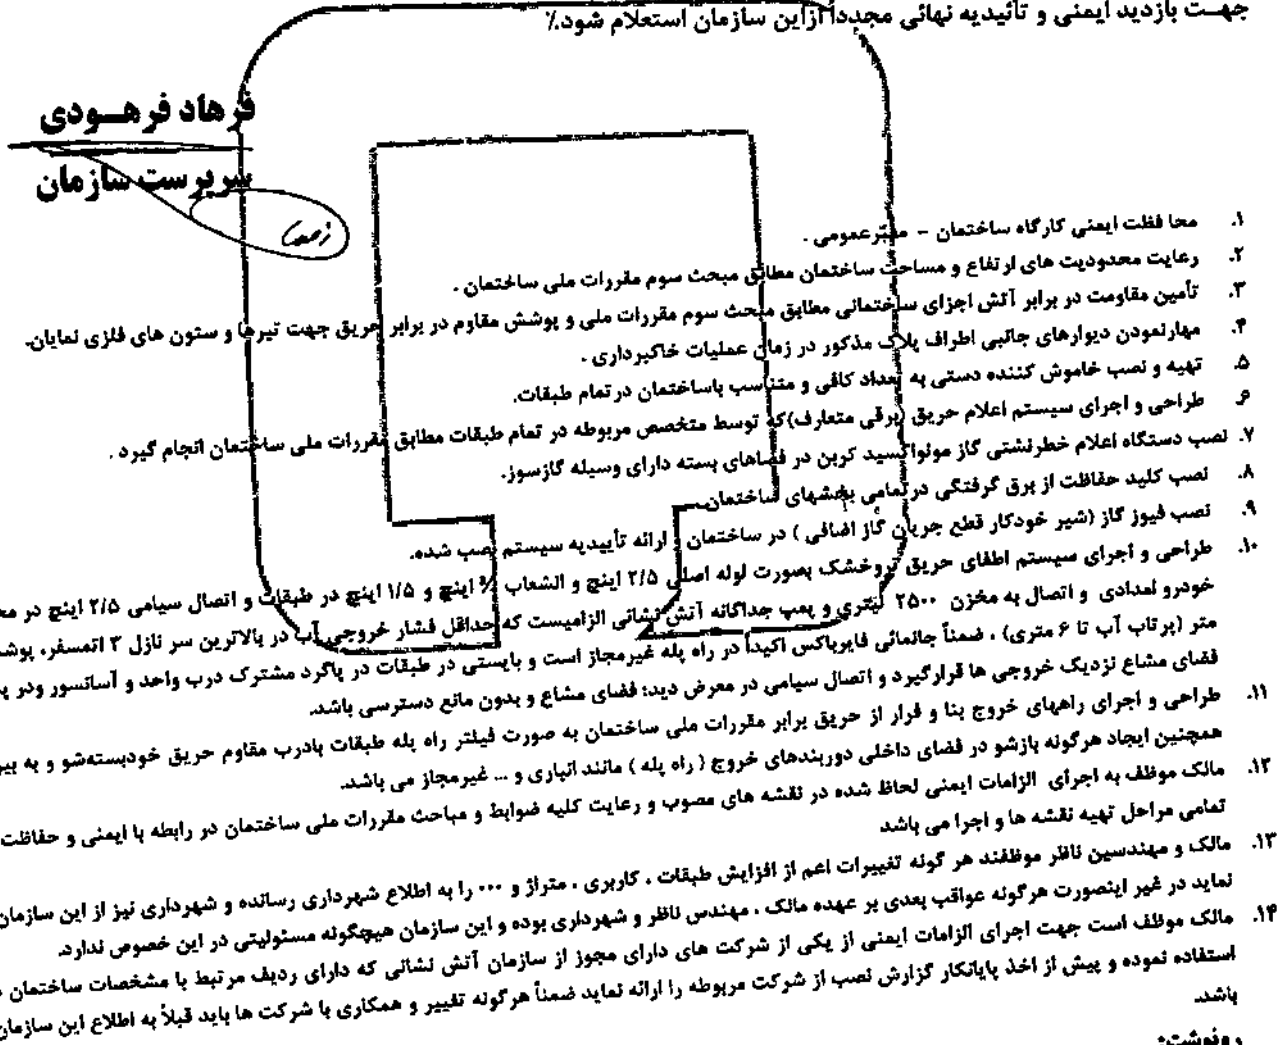 جهت بازدید ایمنی و تائیدیه نهائی مجدداً ازاین سازمان استعلام شود.٪
فرهاد فرهودی
سرپرست سازمان
۱. محا فظت ایمنی کارگاه ساختمان - معبرعمومی .
۲. رعایت محدودیت های ارتفاع و مساحت ساختمان مطابق مبحث سوم مقررات ملی ساختمان .
۳. تأمین مقاومت در برابر آتش اجزای ساختمانی مطابق مبحث سوم مقررات ملی و پوشش مقاوم در برابر حریق جهت تیرها و ستون های فلزی نمایان.
۴. مهارنمودن دیوارهای جانبی اطراف پلاک مذکور در زمان عملیات خاکبرداری .
۵. تهیه و نصب خاموش کننده دستی به تعداد کافی و متناسب باساختمان درتمام طبقات.
۶. طراحی و اجرای سیستم اعلام حریق (برقی متعارف)که توسط متخصص مربوطه در تمام طبقات مطابق مقررات ملی ساختمان انجام گیرد .
۷. نصب دستگاه اعلام خطرنشتی گاز مونواکسید کربن در فضاهای بسته دارای وسیله گازسوز.
۸. نصب کلید حفاظت از برق گرفتگی درتمامی بخشهای ساختمان
۹. نصب فیوز گاز (شیر خودکار قطع جریان گاز اضافی ) در ساختمان و ارائه تأییدیه سیستم نصب شده.
۱۰. طراحی و اجرای سیستم اطفای حریق تروخشک بصورت لوله اصلی ۲/۵ اینچ و انشعاب اینچ و ۱/۵ اینچ در طبقات و اتصال سیامی ۲/۵ اینچ در
خودرو امدادی و اتصال به مخزن ۲۵۰۰ لیتری و پمپ جداگانه آتش نشانی الزامیست که حداقل فشار خروجی آب در بالاترین سر نازل ۳ اتمسفر،
متر (پرتاب آب تا ۶ متری) ، ضمناً جانمائی فایرباکس اکیداً در راه پله غیرمجاز است و بایستی در طبقات در پاگرد مشترک درب واحد و آسانسور ودر
فضای مشاع نزدیک خروجی ها قرارگیرد و اتصال سیامی در معرض دید؛ فضای مشاع و بدون مانع دسترسی باشد.
۱۱. طراحی و اجرای راههای خروج بنا و فرار از حریق برابر مقررات ملی ساختمان به صورت فیلتر راه پله طبقات بادرب مقاوم حریق خودبسته‌شو و به
همچنین ایجاد هرگونه بازشو در فضای داخلی دوربندهای خروج ( راه پله ) مانند انباری و ... غیرمجاز می باشد.
۱۲. مالک موظف به اجرای الزامات ایمنی لحاظ شده در نقشه های مصوب و رعایت کلیه ضوابط و مباحث مقررات ملی ساختمان در رابطه با ایمنی و حفاظت
تمامی مراحل تهیه نقشه ها و اجرا می باشد
۱۳. مالک و مهندسین ناظر موظفند هر گونه تغییرات اعم از افزایش طبقات ، کاربری ، متراژ و ... را به اطلاع شهرداری رسانده و شهرداری نیز از این سازمان
نماید در غیر اینصورت هرگونه عواقب بعدی بر عهده مالک ، مهندس ناظر و شهرداری بوده و این سازمان هیچگونه مسئولیتی در این خصوص ندارد.
۱۴. مالک موظف است جهت اجرای الزامات ایمنی از یکی از شرکت های دارای مجوز از سازمان آتش نشانی که دارای ردیف مرتبط با مشخصات ساختمان
استفاده نموده و پیش از اخذ پایانکار گزارش نصب از شرکت مربوطه را ارائه نماید ضمناً هرگونه تغییر و همکاری با شرکت ها باید قبلاً به اطلاع این سازمان
باشد.
رونوشت: